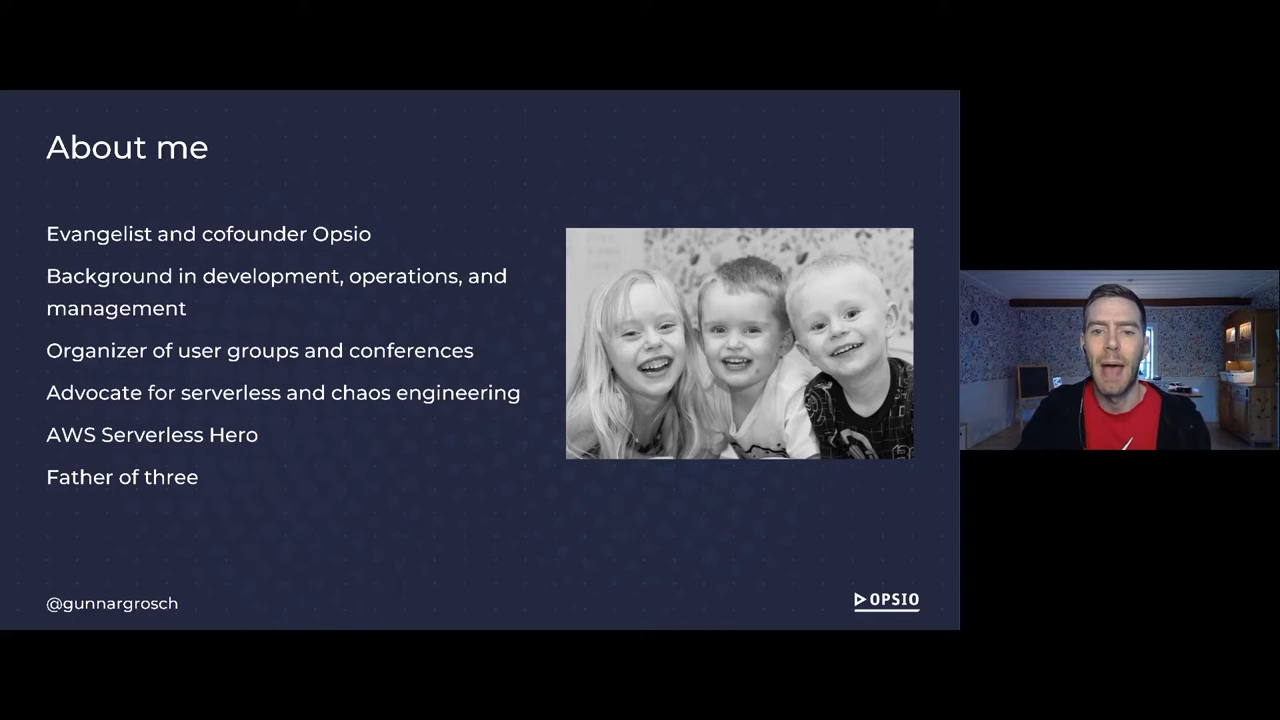 About me
Evangelist and cofounder Opsio
Background in development, operations, and
management
Organizer of user groups and conferences
Advocate for serverless and chaos engineering
AWS Serverless Hero
Father of three
@gunnargrosch
OPSIO